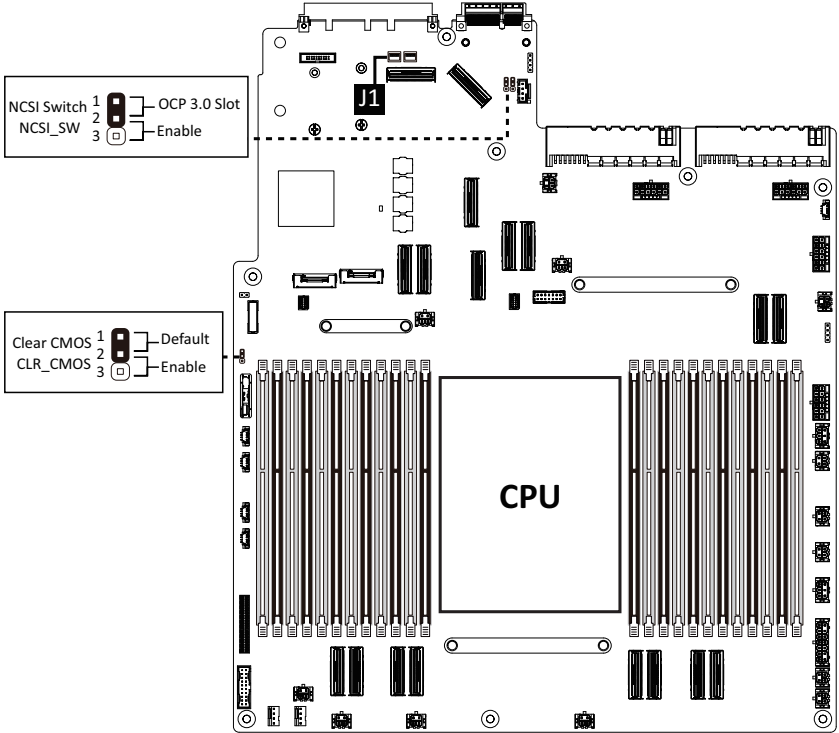 J1
NCSI Switch 1 OCP 3.0 Slot
NCSI_SW 2 Enable
3
Clear CMOS 1 Default
CLR_CMOS 2 Enable
3
CPU